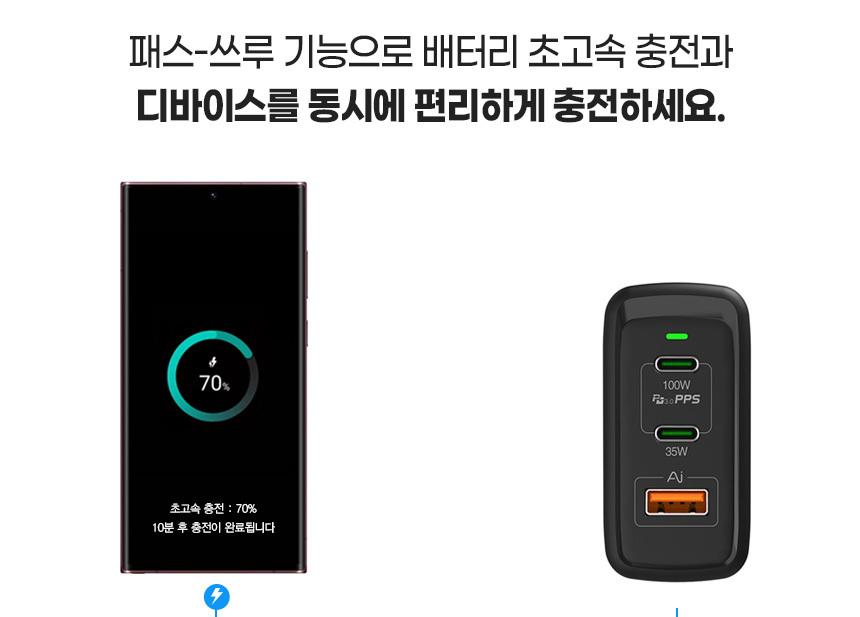 패스-쓰루 기능으로 배터리 초고속 충전과
디바이스를 동시에 편리하게 충전하세요.
70%
초고속 충전 : 70%
10분 후 충전이 완료됩니다
100W
PD3.0 PPS
35W
Ai